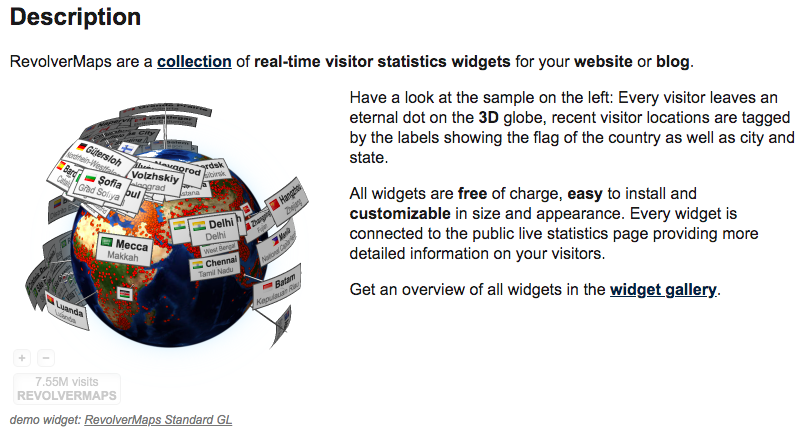 Description
RevolverMaps are a collection of real-time visitor statistics widgets for your website or blog.
Have a look at the sample on the left: Every visitor leaves an
eternal dot on the 3D globe, recent visitor locations are tagged
by the labels showing the flag of the country as well as city and
state.
All widgets are free of charge, easy to install and
customizable in size and appearance. Every widget is
connected to the public live statistics page providing more
detailed information on your visitors.
Get an overview of all widgets in the widget gallery.
Gütersloh
Nordrhein-Westfalen
Volzhskiy
Sofia
Grad Sofiya
Delhi
Delhi
West Bengal
Mecca
Makkah
Chennai
Tamil Nadu
Hangzhou
Zhejiang
Manila
Batam
Kepulauan Riau
Luanda
Luanda
+ −
7.55M visits
REVOLVERMAPS
demo widget: RevolverMaps Standard GL